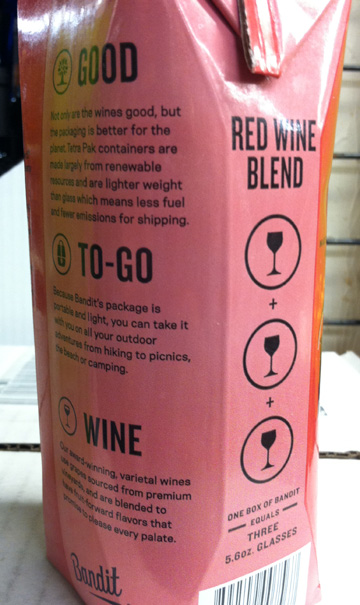 GOOD
Not only are the wines good, but
the packaging is better for the
planet. Tetra Pak containers are
made largely from renewable
resources and are lighter weight
than glass which means less fuel
and fewer emissions for shipping.
TO-GO
Because Bandit's package is
portable and light, you can take it
with you on all your outdoor
adventures from hiking to picnics,
the beach or camping.
WINE
Our award-winning, varietal wines
use grapes sourced from premium
vineyards and are blended to
have fruit-forward flavors that
promise to please every palate.
Bandit
RED WINE
BLEND
+
+
ONE BOX OF BANDIT
EQUALS
THREE
5.6oz. GLASSES